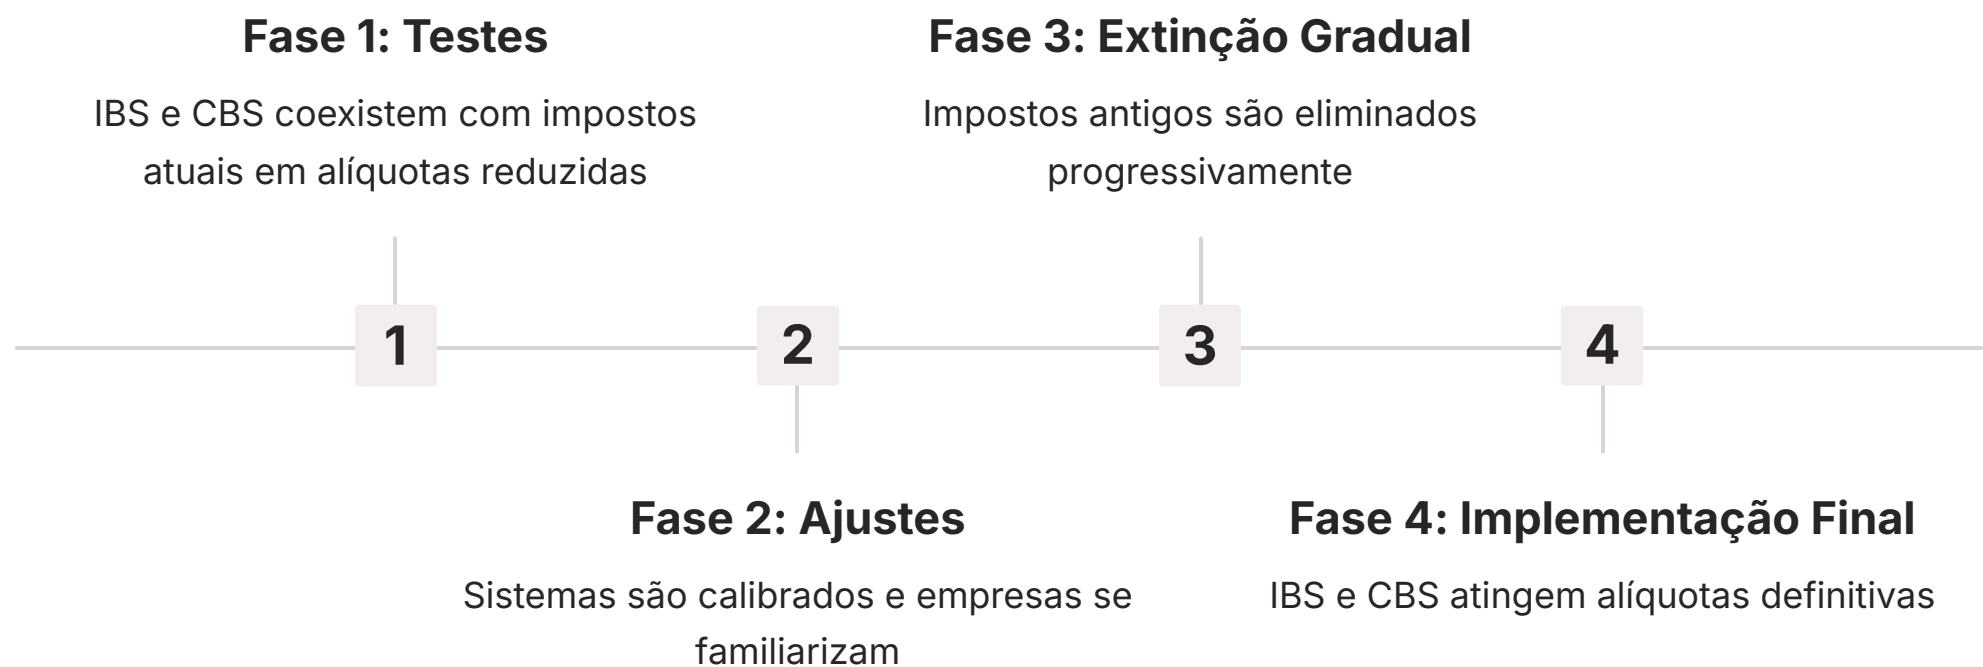 Fase 1: Testes
IBS e CBS coexistem com impostos
atuais em alíquotas reduzidas
Fase 3: Extinção Gradual
Impostos antigos são eliminados
progressivamente
1
2
3
4
Fase 2: Ajustes
Sistemas são calibrados e empresas se
familiarizam
Fase 4: Implementação Final
IBS e CBS atingem alíquotas definitivas